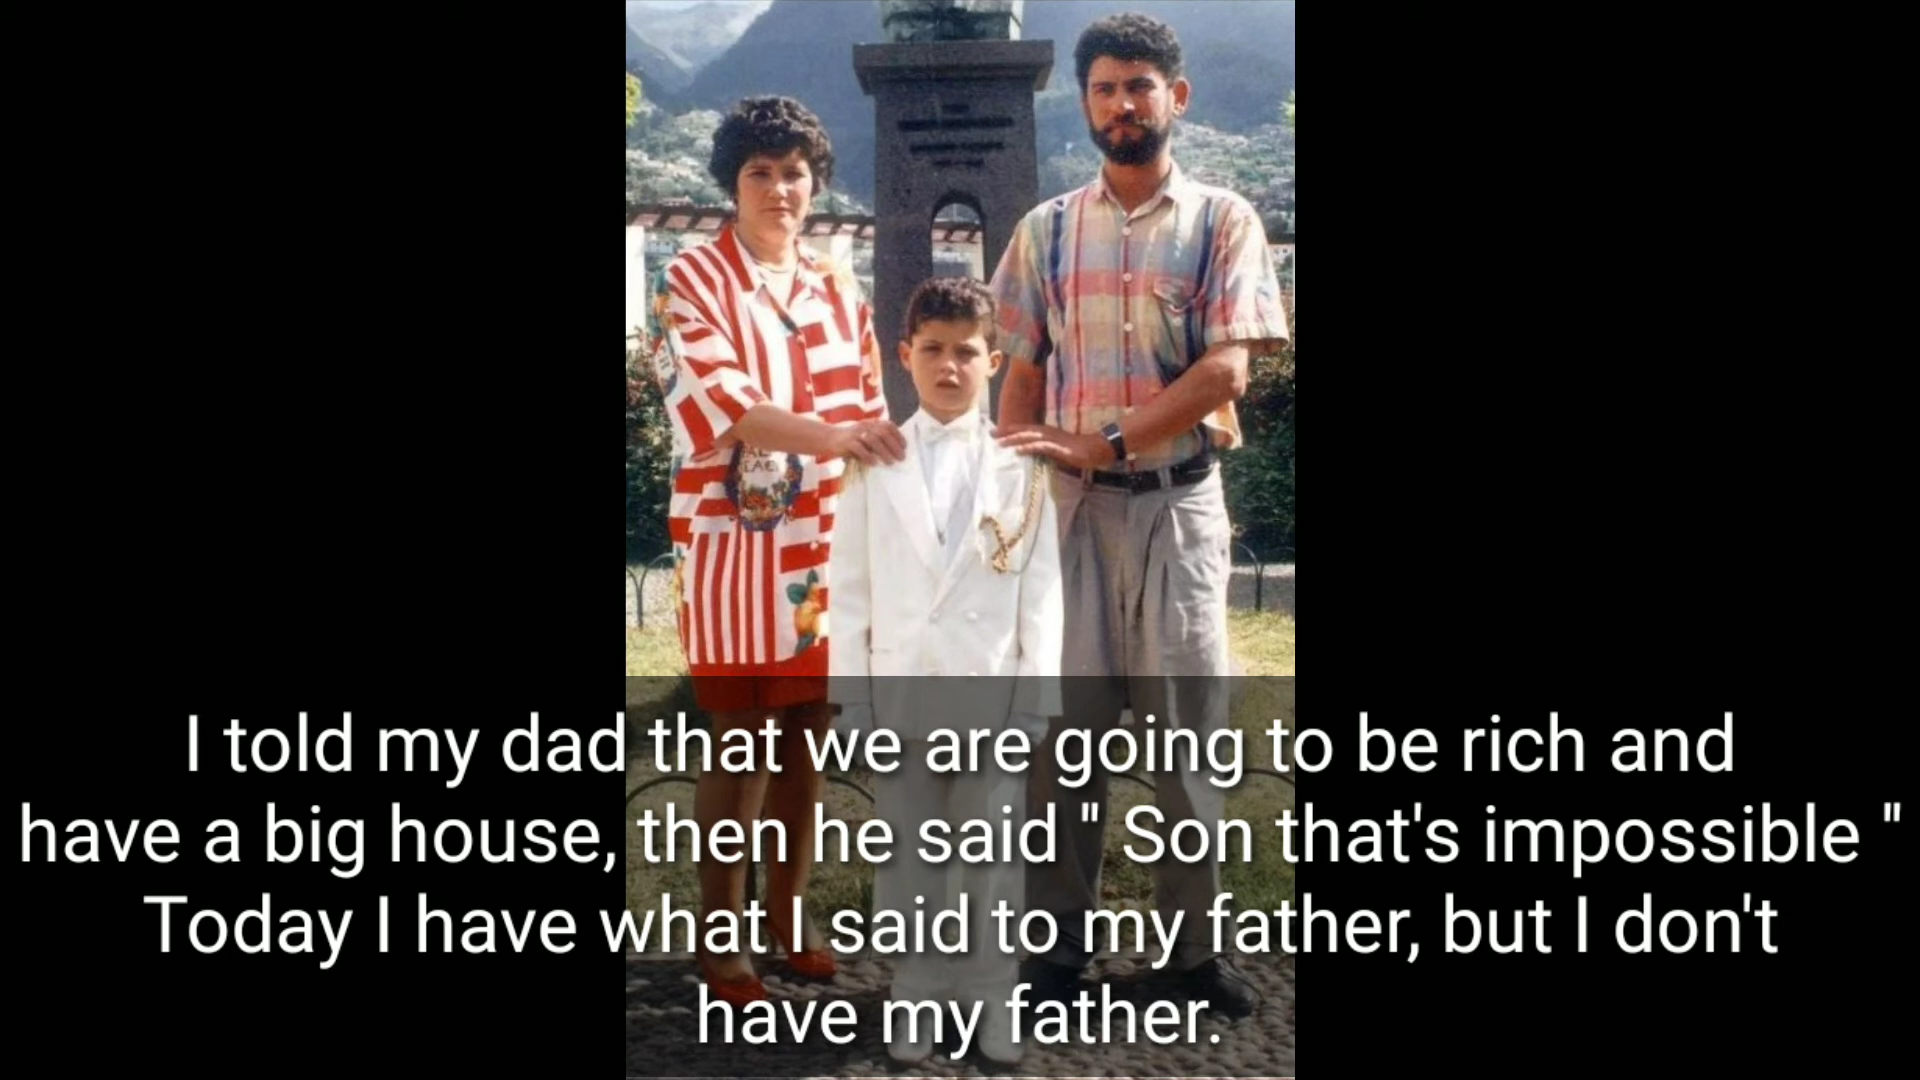 I told my dad that we are going to be rich and
have a big house, then he said " Son that's impossible "
Today I have what I said to my father, but I don't
have my father.